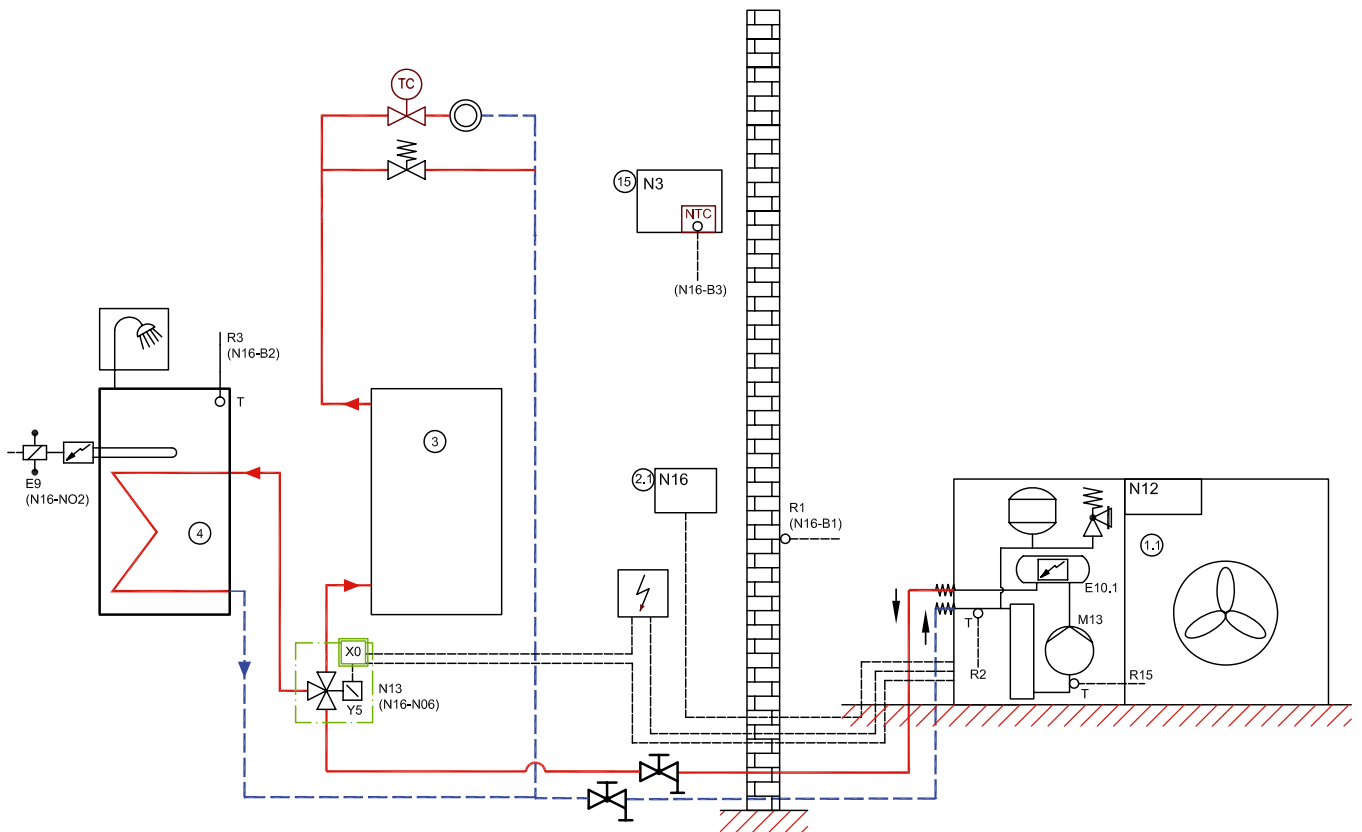 TC
15
N3
NTC
(N16-B3)
R3
(N16-B2)
T
3
E9
(N16-NO2)
4
2.1
N16
R1
(N16-B1)
N12
1.1
E10.1
M13
T
R2
R15
T
X0
N13
(N16-N06)
Y5